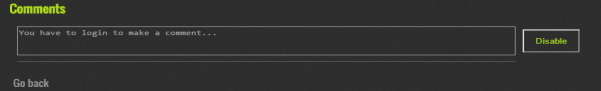 Comments
You have to login to make a comment...
Disable
Go back